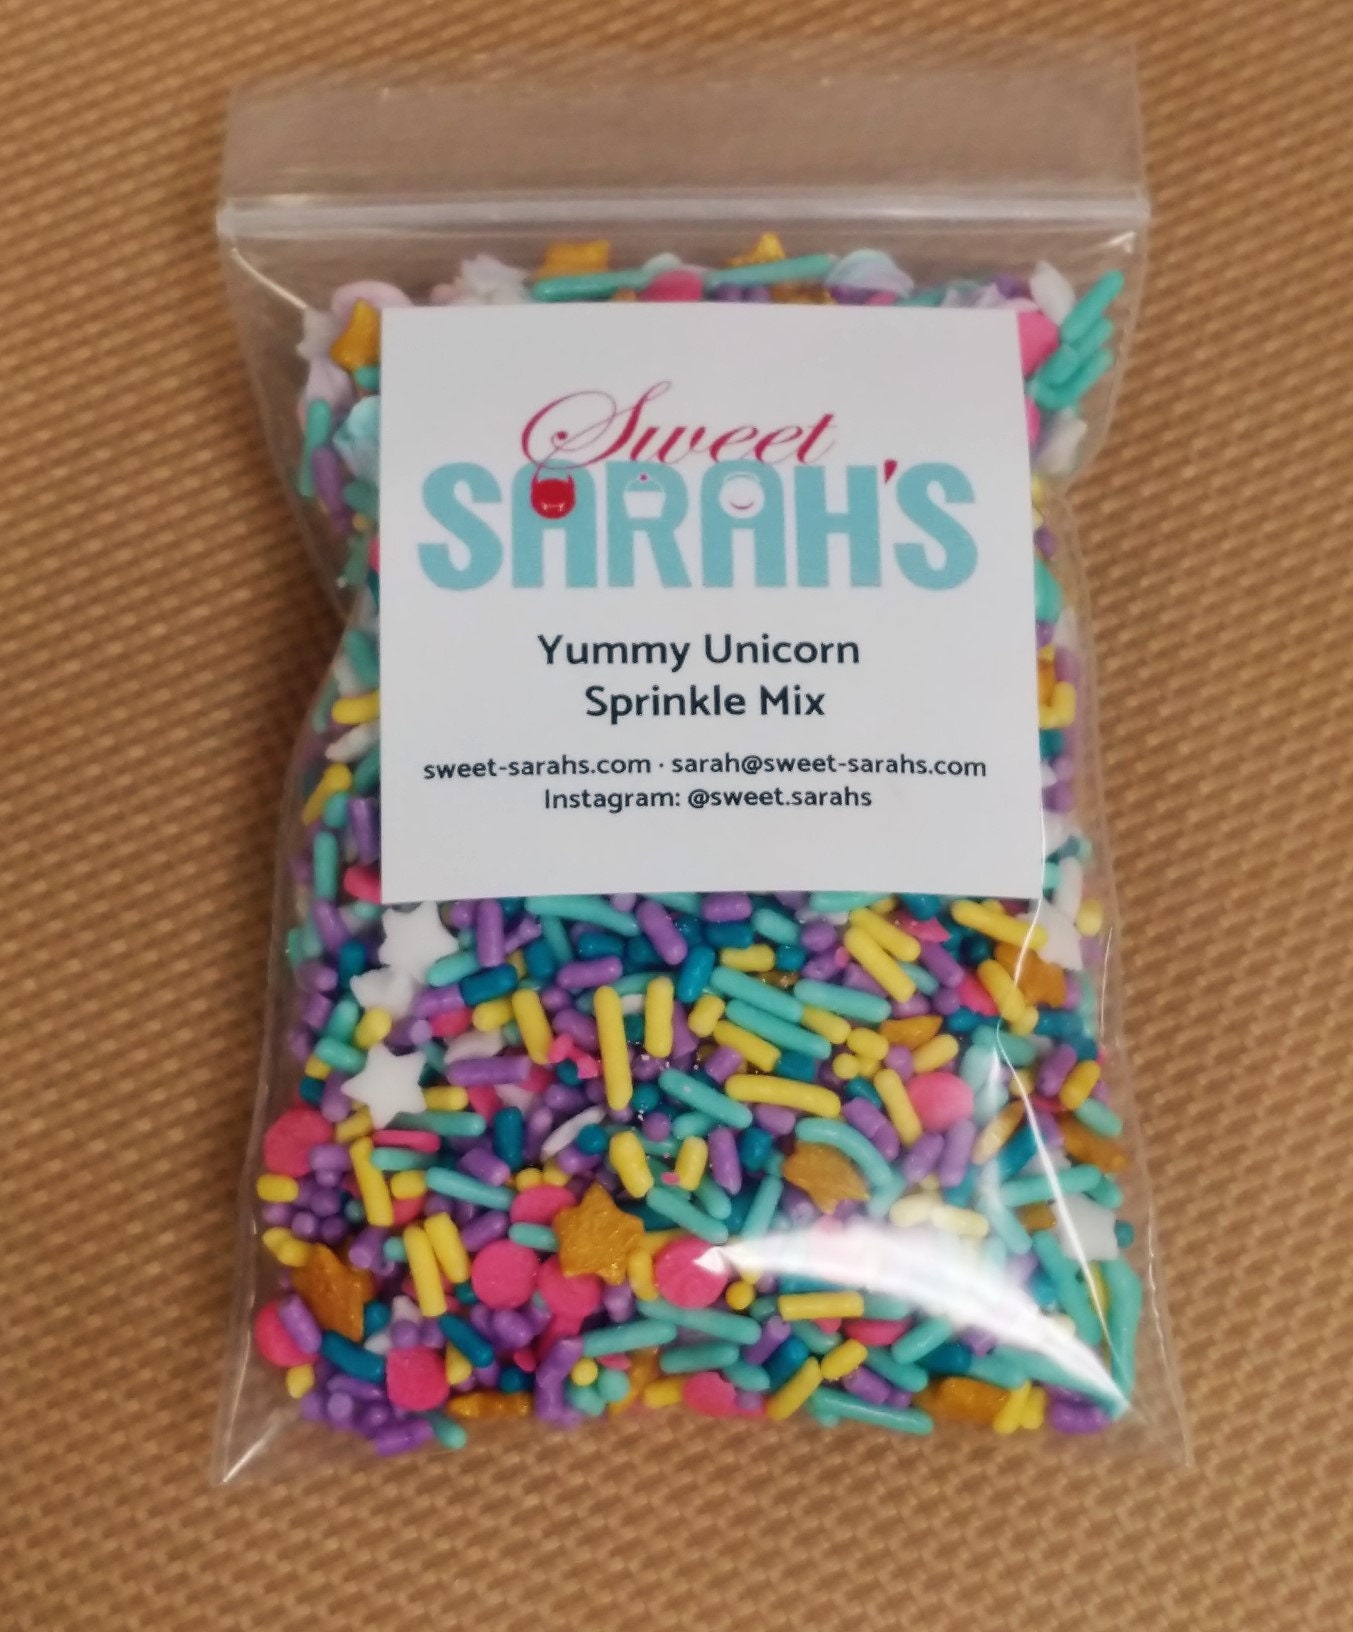 Sweet
SARAH'S
Yummy Unicorn
Sprinkle Mix
sweet-sarahs.com · sarah@sweet-sarahs.com
Instagram: @sweet.sarahs